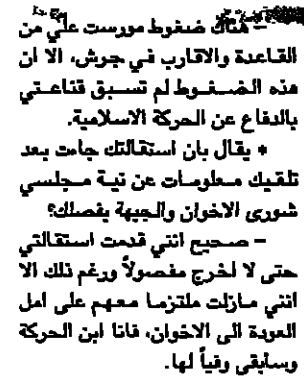 – هناك ضغوط مورست علي من
القاعدة والاقارب في جرش، الا ان
هذه الضغوط لم تسبق قناعتي
بالدفاع عن الحركة الاسلامية.
* يقال بان استقالتك جاءت بعد
تلقيك معلومات عن نية مجلسي
شورى الاخوان والجبهة بفصلك؟
– صحيح انني قدمت استقالتي
حتى لا اخرج مفصولاً ورغم ذلك الا
انني مازلت ملتزما معهم على امل
العودة الى الاخوان، فانا ابن الحركة
وسأبقى وفياً لها.